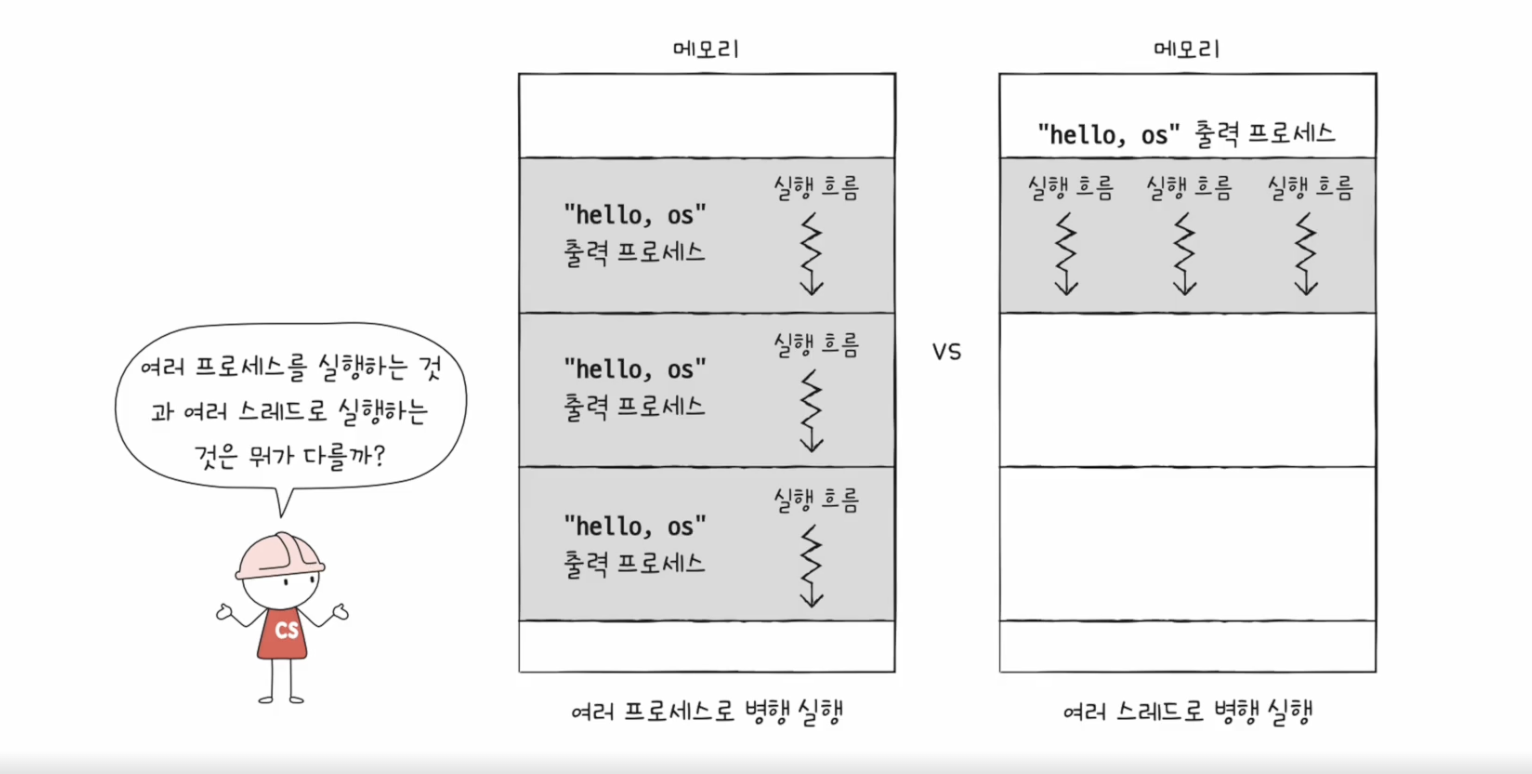 메모리
"hello, os"
출력 프로세스
실행 흐름
"hello, os"
출력 프로세스
실행 흐름
"hello, os"
출력 프로세스
실행 흐름
여러 프로세스로 병행 실행
vs
메모리
"hello, os" 출력 프로세스
실행 흐름 실행 흐름 실행 흐름
여러 스레드로 병행 실행
여러 프로세스를 실행하는 것
과 여러 스레드로 실행하는
것은 뭐가 다를까?
CS